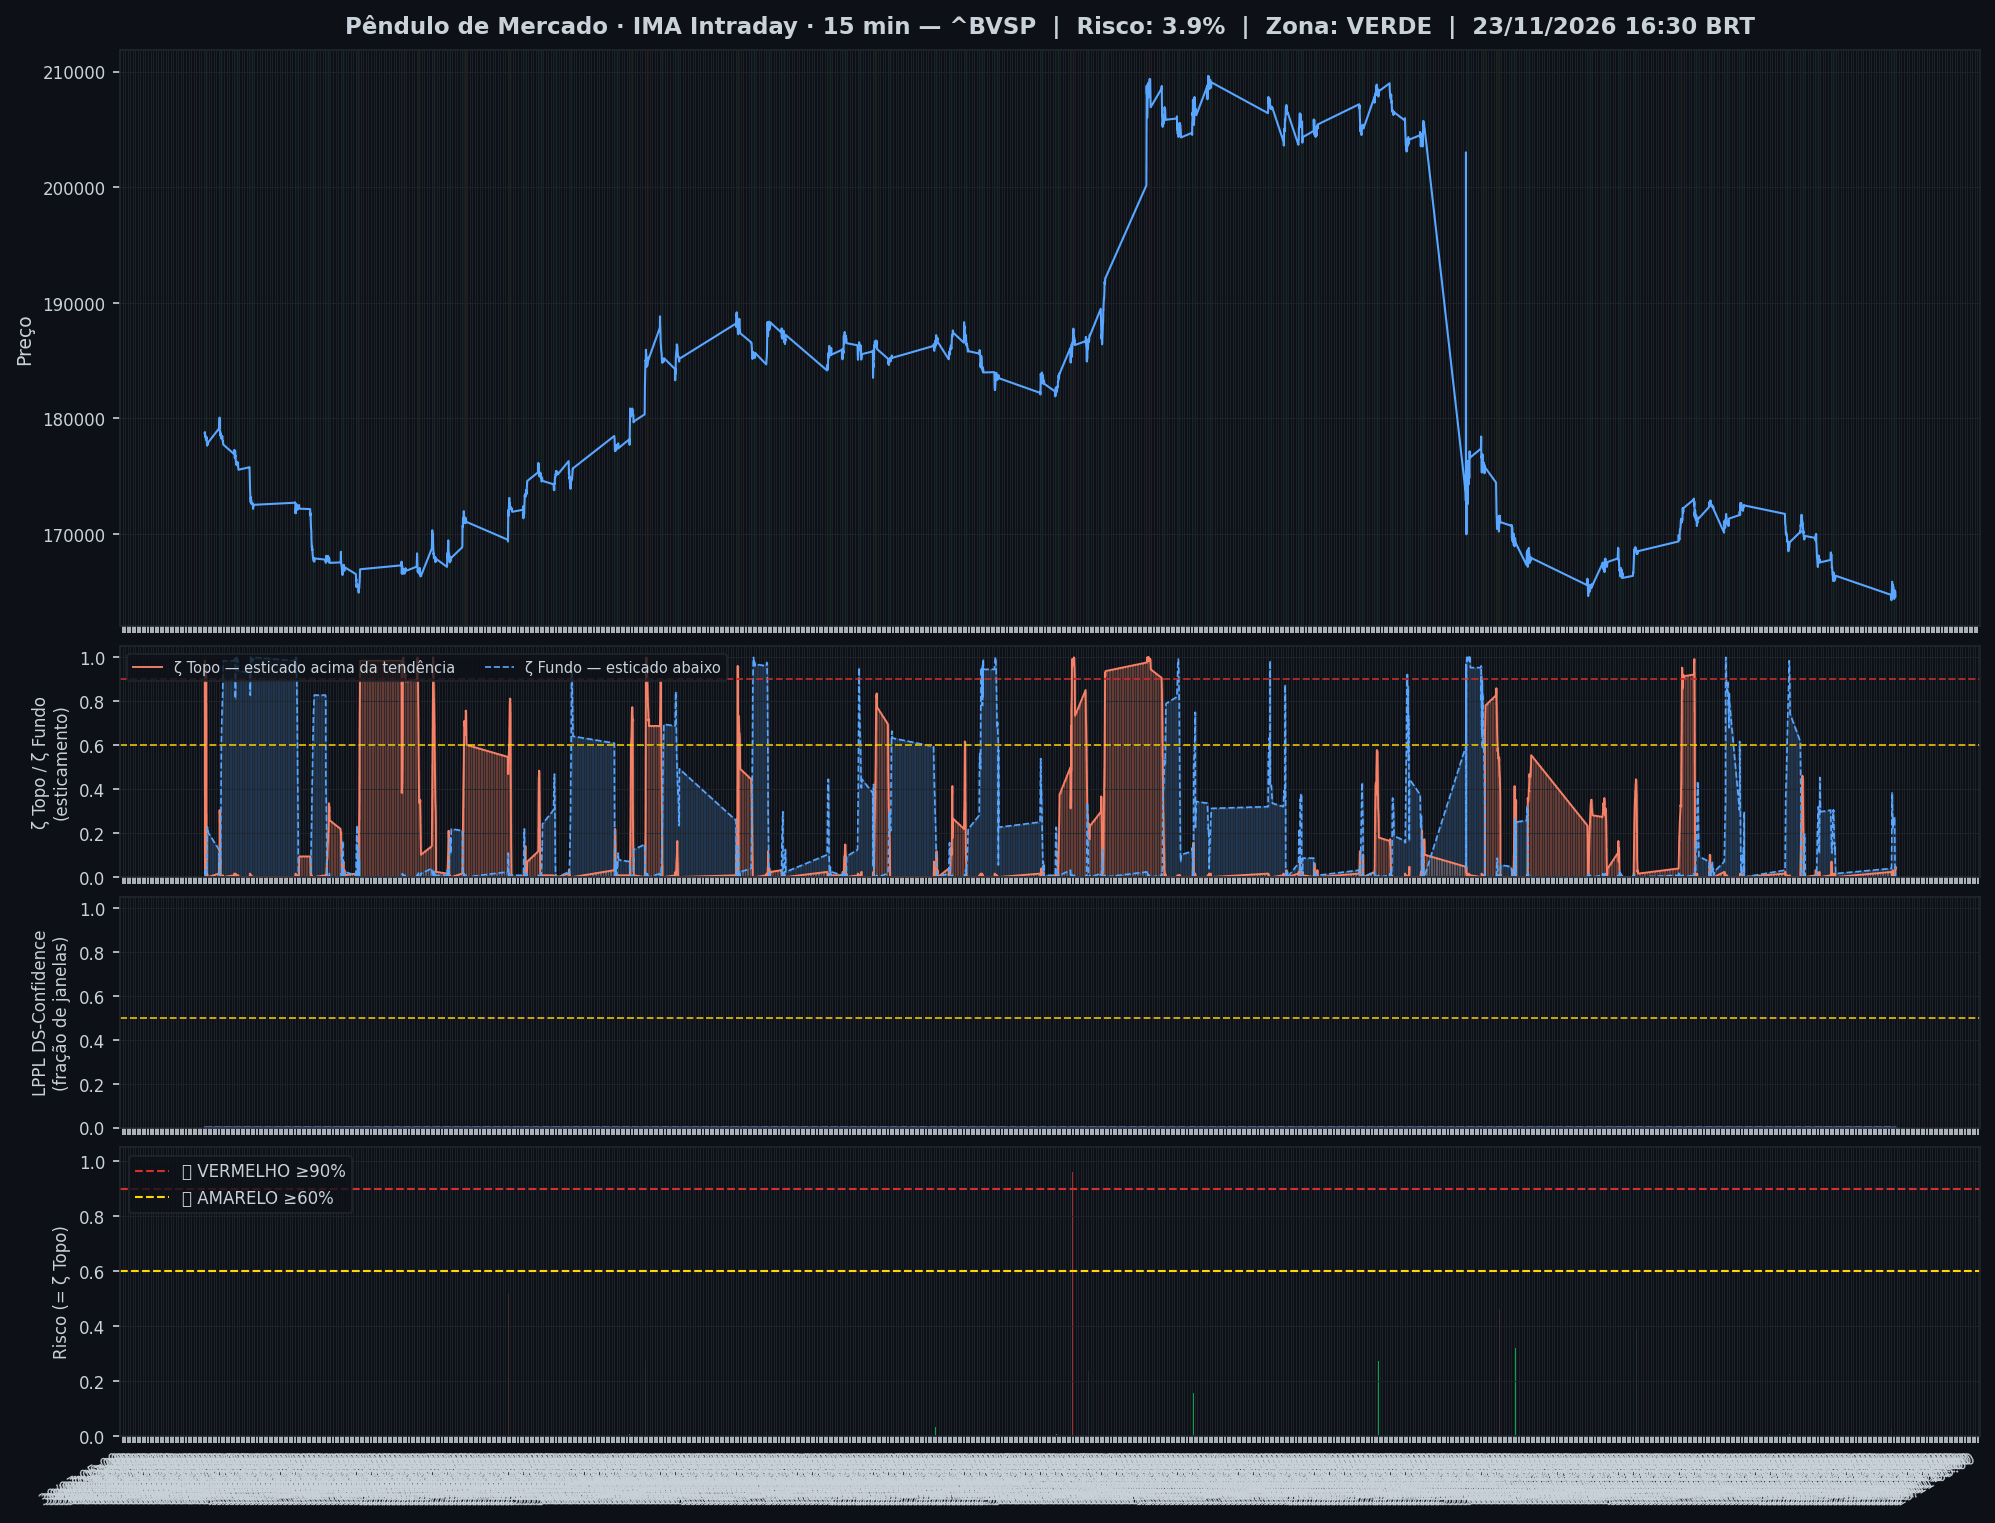 Pêndulo de Mercado · IMA Intraday · 15 min — ^BVSP | Risco: 3.9% | Zona: VERDE | 23/11/2026 16:30 BRT
Preço
210000
200000
190000
180000
170000
ζ Topo / ζ Fundo
(esticamento)
1.0
0.8
0.6
0.4
0.2
0.0
ζ Topo — esticado acima da tendência
ζ Fundo — esticado abaixo
LPPL DS-Confidence
(fração de janelas)
1.0
0.8
0.6
0.4
0.2
0.0
Risco (= ζ Topo)
1.0
0.8
0.6
0.4
0.2
0.0
VERMELHO ≥90%
AMARELO ≥60%